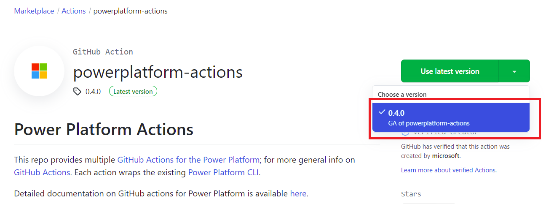 Marketplace / Actions / powerplatform-actions
GitHub Action
powerplatform-actions
(0.4.0) Latest version
Use latest version
Choose a version
0.4.0
GA of powerplatform-actions
GitHub has verified that this action was
created by microsoft.
Learn more about verified Actions.
Stars
Power Platform Actions
This repo provides multiple GitHub Actions for the Power Platform; for more general info on
GitHub Actions. Each action wraps the existing Power Platform CLI.
Detailed documentation on GitHub actions for Power Platform is available here.